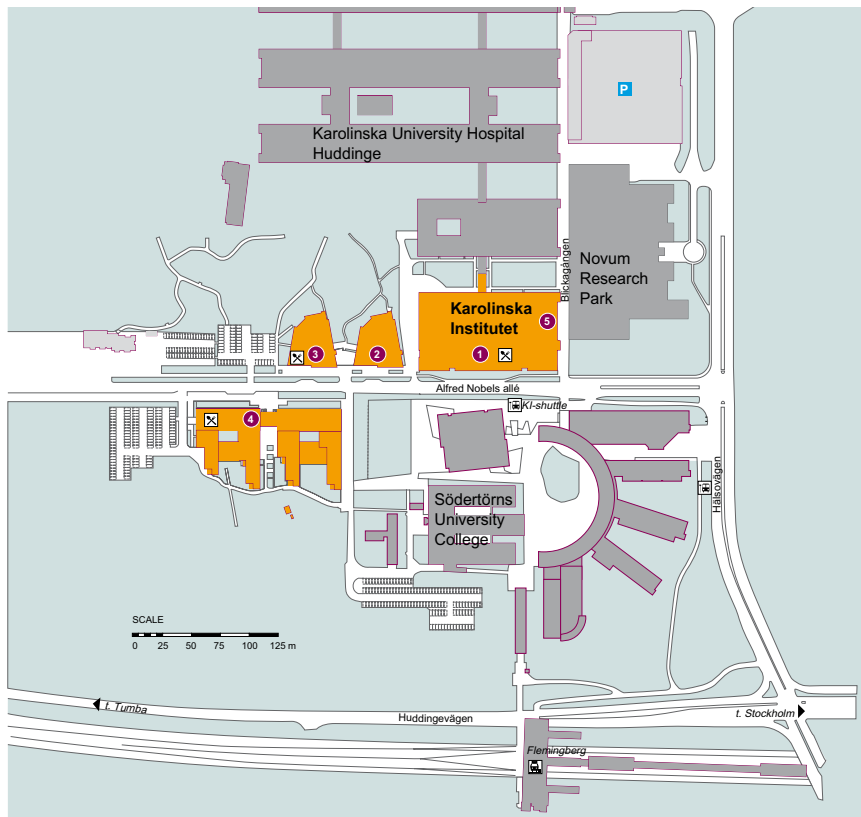 P
Karolinska University Hospital
Huddinge
Blickagången
Novum
Research
Park
Karolinska
Institutet
5
3
2
1
Alfred Nobels allé
KI-shuttle
4
Hälsovägen
Södertörns
University
College
SCALE
0 25 50 75 100 125 m
t. Tumba
Huddingevägen
t. Stockholm
Flemingberg